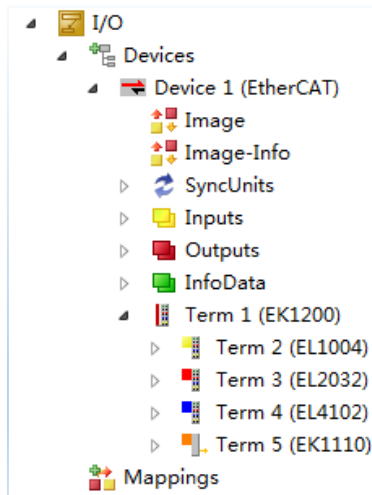 I/O
Devices
Device 1 (EtherCAT)
Image
Image-Info
SyncUnits
Inputs
Outputs
InfoData
Term 1 (EK1200)
Term 2 (EL1004)
Term 3 (EL2032)
Term 4 (EL4102)
Term 5 (EK1110)
Mappings